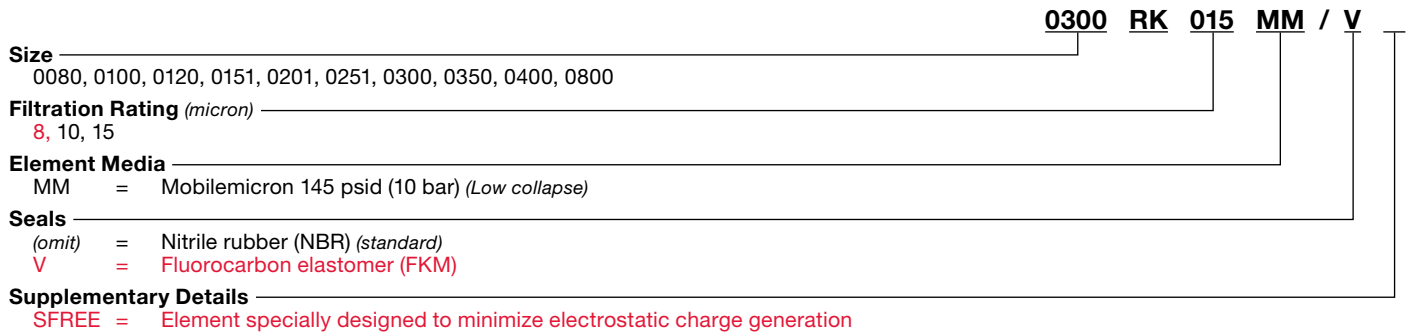 0300 RK 015 MM / V
Size
0080, 0100, 0120, 0151, 0201, 0251, 0300, 0350, 0400, 0800
Filtration Rating (micron)
8, 10, 15
Element Media
MM = Mobilemicron 145 psid (10 bar) (Low collapse)
Seals
(omit) = Nitrile rubber (NBR) (standard)
V = Fluorocarbon elastomer (FKM)
Supplementary Details
SFREE = Element specially designed to minimize electrostatic charge generation